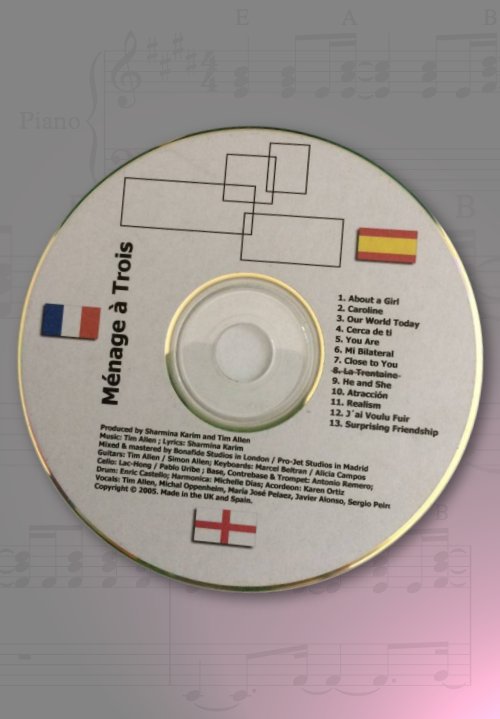 E A B
Piano
B
Ménage à Trois
1. About a Girl
2. Caroline
3. Our World Today
4. Cerca de ti
5. You Are
6. Mi Bilateral
7. Close to You
8. La Trentaine
9. He and She
10. Atracción
11. Realism
12. J´ai Voulu Fuir
13. Surprising Friendship
Produced by Sharmina Karim and Tim Allen
Music: Tim Allen ; Lyrics: Sharmina Karim
Mixed & mastered by Bonafide Studios in London / Pro-Jet Studios in Madrid
Guitars: Tim Allen / Simon Allen; Keyboards: Marcel Beltran / Alicia Campos
Cello: Lac-Hong / Pablo Uribe ; Base, Contrebase & Trompet: Antonio Remero;
Drum: Enric Castello; Harmonica: Michelle Dias; Acordeon: Karen Ortiz
Vocals: Tim Allen, Michal Oppenheim, Maria José Pelaez, Javier Alonso, Sergio Pein
Copyright © 2005. Made in the UK and Spain.
B